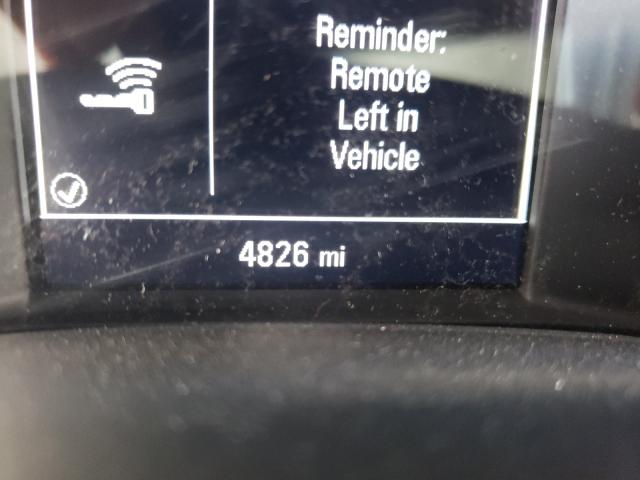 Reminder:
Remote
Left in
Vehicle
4826 mi